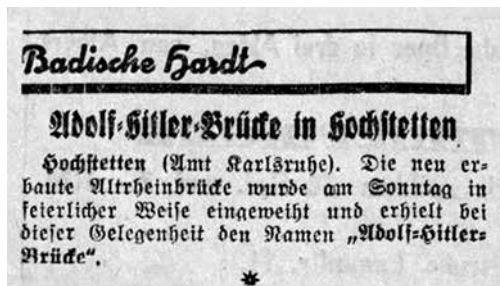 Badische Hardt
Adolf-Hitler-Brücke in Hochstetten
Hochstetten (Amt Karlsruhe). Die neu er-
baute Altrheinbrücke wurde am Sonntag in
feierlicher Weise eingeweiht und erhielt bei
dieser Gelegenheit den Namen „Adolf-Hitler-
Brücke“.